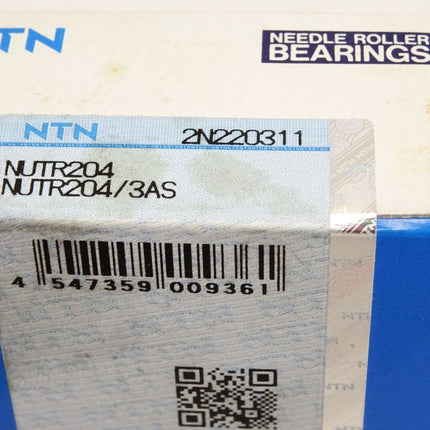 NTN
NEEDLE ROLLER
BEARINGS
NTN 2N220311
NUTR204
NUTR204/3AS
4 547359 009361